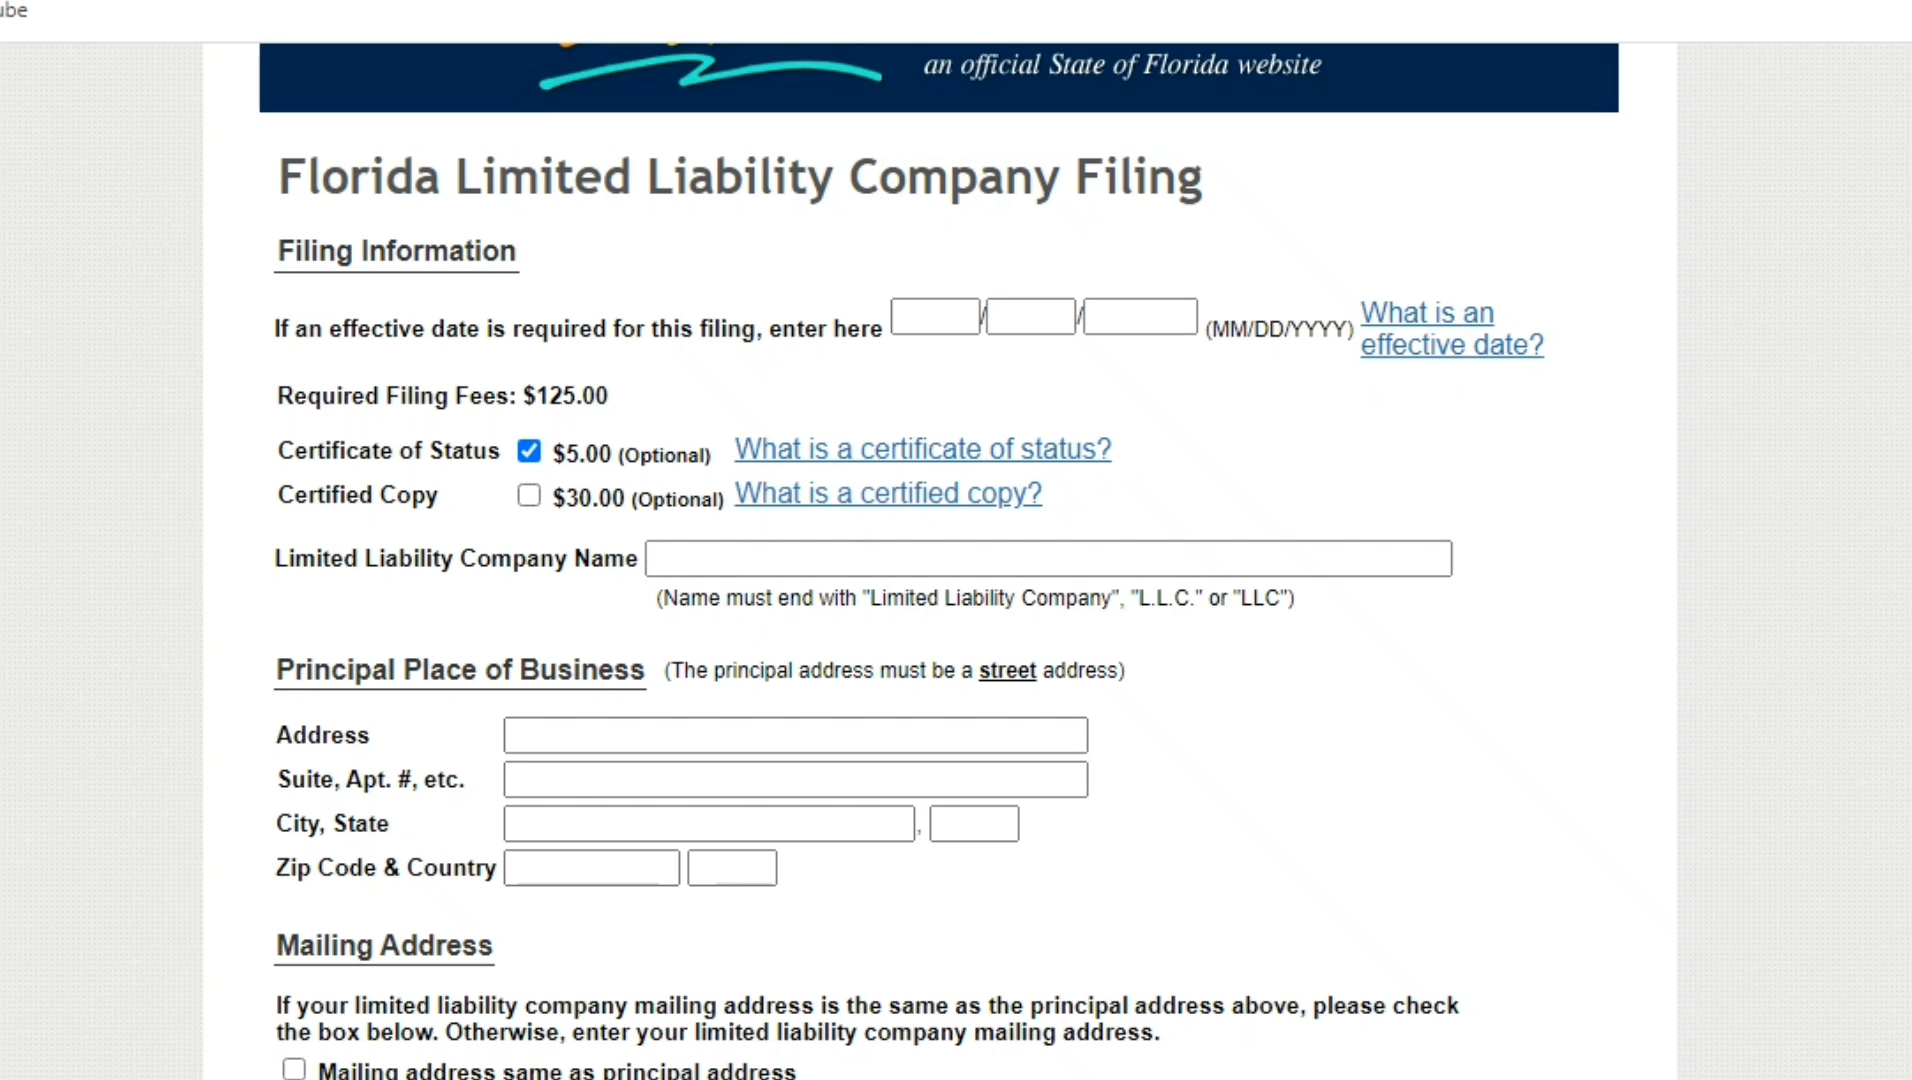 ube
an official State of Florida website
Florida Limited Liability Company Filing
Filing Information
If an effective date is required for this filing, enter here / / (MM/DD/YYYY) What is an
effective date?
Required Filing Fees: $125.00
Certificate of Status $5.00 (Optional) What is a certificate of status?
Certified Copy $30.00 (Optional) What is a certified copy?
Limited Liability Company Name
(Name must end with "Limited Liability Company", "L.L.C." or "LLC")
Principal Place of Business (The principal address must be a street address)
Address
Suite, Apt. #, etc.
City, State ,
Zip Code & Country
Mailing Address
If your limited liability company mailing address is the same as the principal address above, please check
the box below. Otherwise, enter your limited liability company mailing address.
Mailing address same as principal address